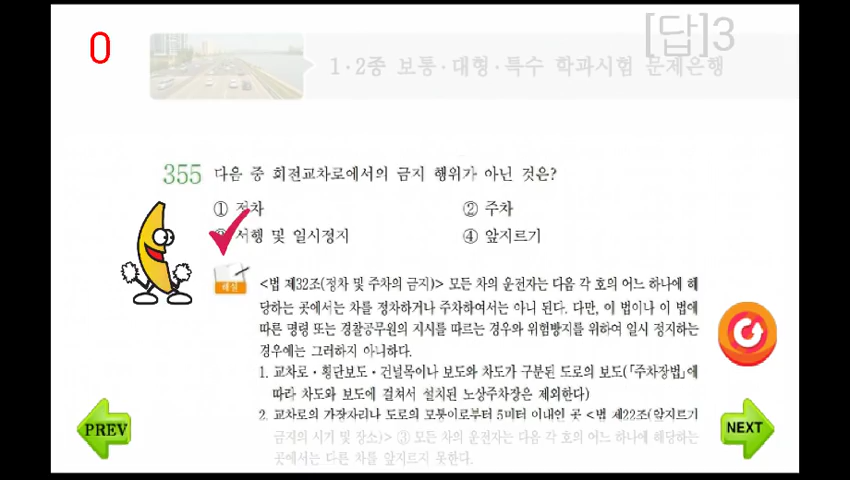 0
[답]3
1·2종 보통·대형·특수 학과시험 문제은행
355 다음 중 회전교차로에서의 금지 행위가 아닌 것은?
① 정차 ② 주차
③ 서행 및 일시정지 ④ 앞지르기
해설
<법 제32조(정차 및 주차의 금지)> 모든 차의 운전자는 다음 각 호의 어느 하나에 해
당하는 곳에서는 차를 정차하거나 주차하여서는 아니 된다. 다만, 이 법이나 이 법에
따른 명령 또는 경찰공무원의 지시를 따르는 경우와 위험방지를 위하여 일시 정지하는
경우에는 그러하지 아니하다.
1. 교차로·횡단보도·건널목이나 보도와 차도가 구분된 도로의 보도(「주차장법」에
따라 차도와 보도에 걸쳐서 설치된 노상주차장은 제외한다)
2. 교차로의 가장자리나 도로의 모퉁이로부터 5미터 이내인 곳 <법 제22조(앞지르기
금지의 시기 및 장소)> ③ 모든 차의 운전자는 다음 각 호의 어느 하나에 해당하는
곳에서는 다른 차를 앞지르지 못한다.
PREV
NEXT